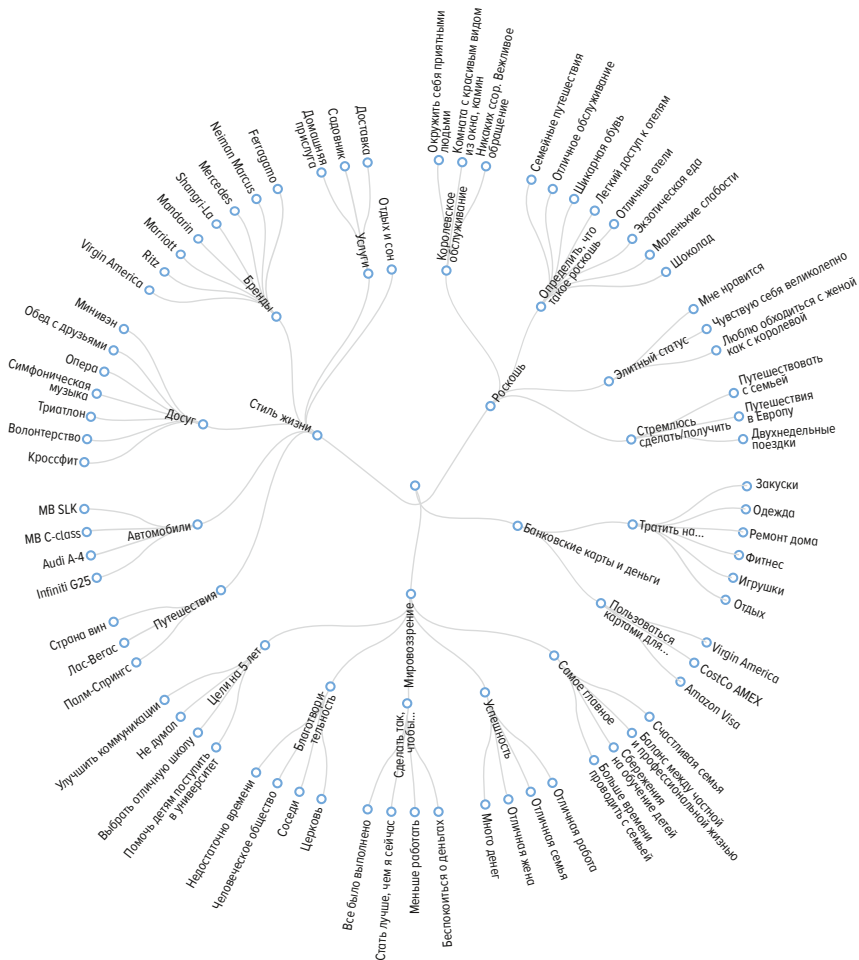 Роскошь
Королевское
обслуживание
Окружить себя приятными
людьми
Комната с красивым видом
из окна, камин
Никаких ссор. Вежливое
обращение
Определить, что
такое роскошь
Семейные путешествия
Отличное обслуживание
Шикарная обувь
Легкий доступ к отелям
Отличные отели
Экзотическая еда
Маленькие слабости
Шоколад
Элитный статус
Мне нравится
Чувствую себя великолепно
Люблю обходиться с женой
как с королевой
Стремлюсь
сделать/получить
Путешествовать
с семьей
Путешествия
в Европу
Двухнедельные
поездки
Банковские карты и деньги
Тратить на...
Закуски
Одежда
Ремонт дома
Фитнес
Игрушки
Отдых
Пользоваться
картами для...
Virgin America
CostCo AMEX
Amazon Visa
Мировоззрение
Самое главное
Счастливая семья
Баланс между частной
и профессиональной жизнью
Сбережения
на обучение детей
Больше времени
проводить с семьей
Успешность
Отличная работа
Отличная семья
Отличная жена
Много денег
Сделать так,
чтобы...
Беспокоиться о деньгах
Меньше работать
Стать лучше, чем я сейчас
Все было выполнено
Благотвори-
тельность
Церковь
Соседи
Человеческое общество
Недостаточно времени
Цели на 5 лет
Помочь детям поступить
в университет
Выбрать отличную школу
Не думал
Улучшить коммуникации
Стиль жизни
Путешествия
Палм-Спрингс
Лас-Вегас
Страна вин
Автомобили
Infiniti G25
Audi A-4
MB C-class
MB SLK
Досуг
Кроссфит
Волонтерство
Триатлон
Симфоническая
музыка
Опера
Обед с друзьями
Минивэн
Бренды
Virgin America
Ritz
Marriott
Mandarin
Shangri-La
Mercedes
Neiman Marcus
Ferragamo
Услуги
Домашняя
прислуга
Садовник
Доставка
Отдых и сон